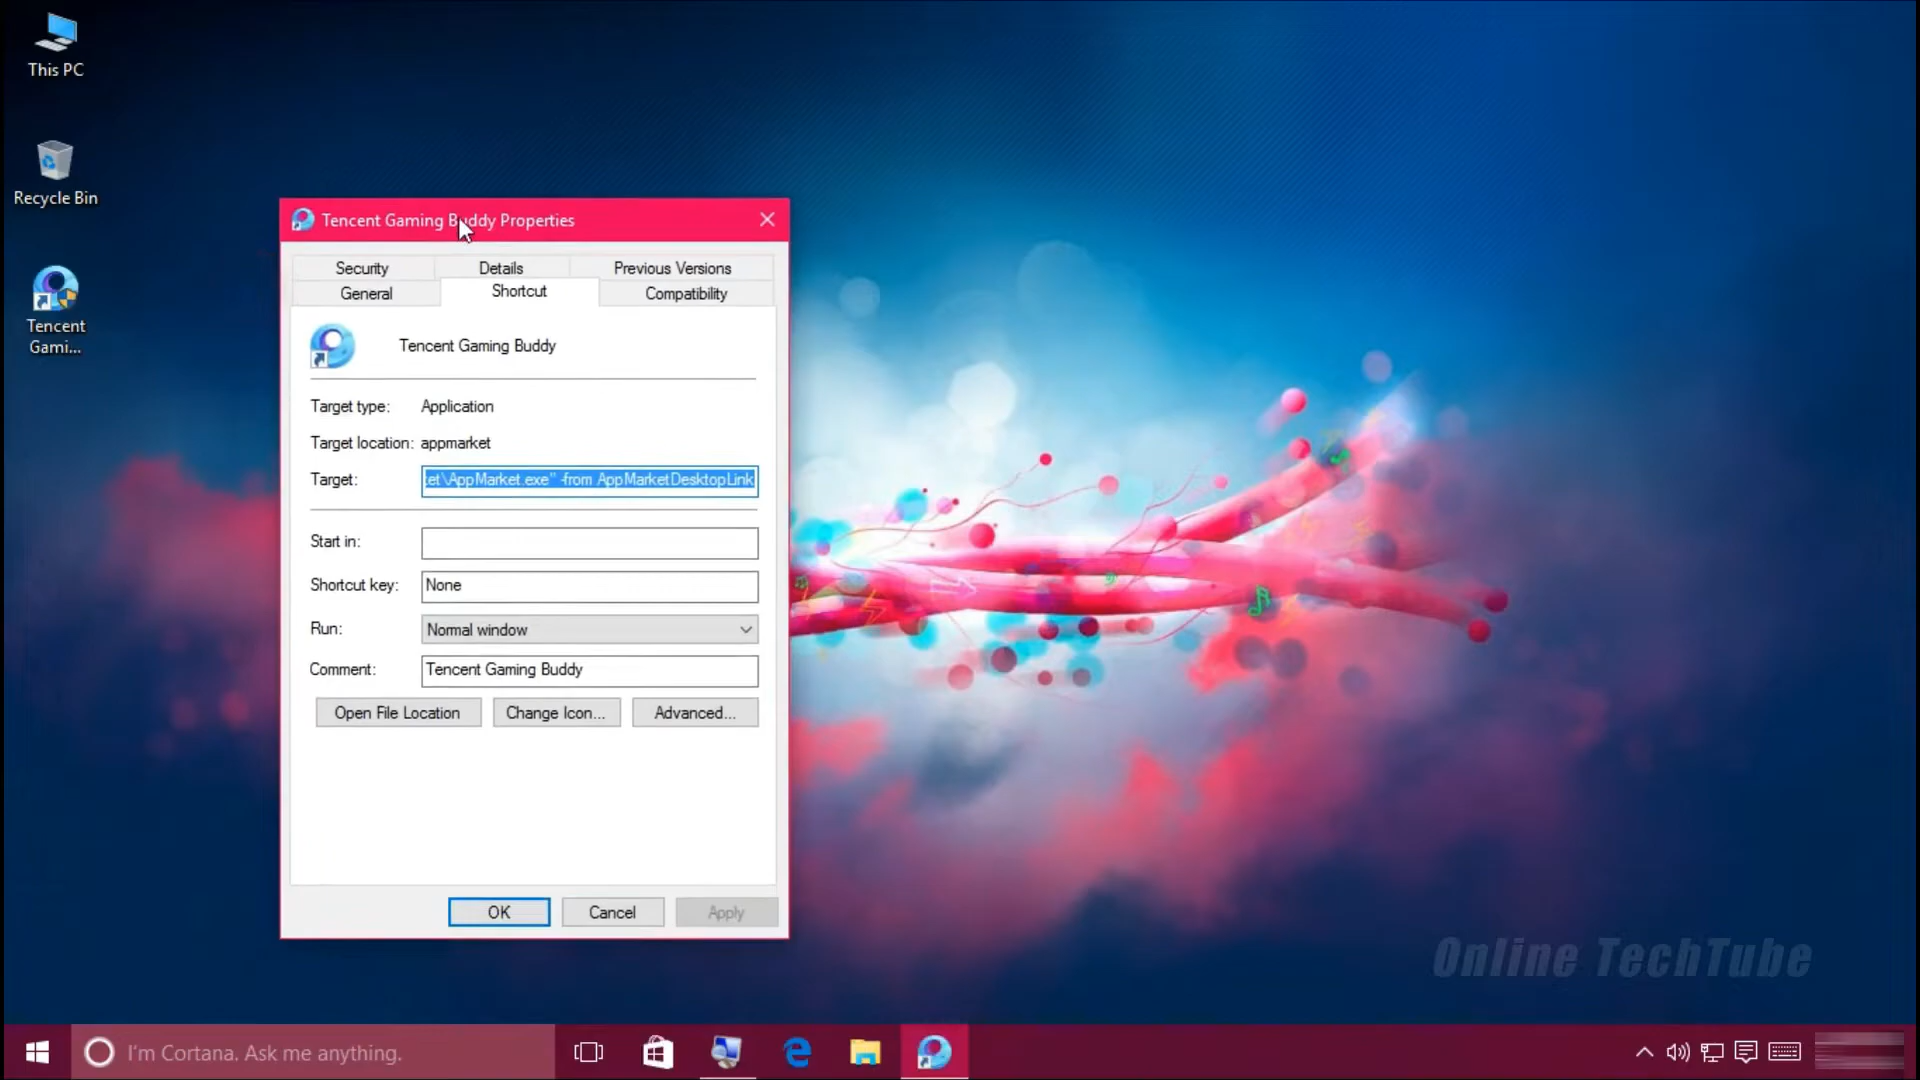 This PC
Recycle Bin
Tencent
Gami...
Tencent Gaming Buddy Properties
Security
Details
Previous Versions
General
Shortcut
Compatibility
Tencent Gaming Buddy
Target type: Application
Target location: appmarket
Target: et\AppMarket.exe" -from AppMarketDesktopLink
Start in:
Shortcut key: None
Run: Normal window
Comment: Tencent Gaming Buddy
Open File Location
Change Icon...
Advanced...
OK
Cancel
Apply
Online TechTube
I'm Cortana. Ask me anything.